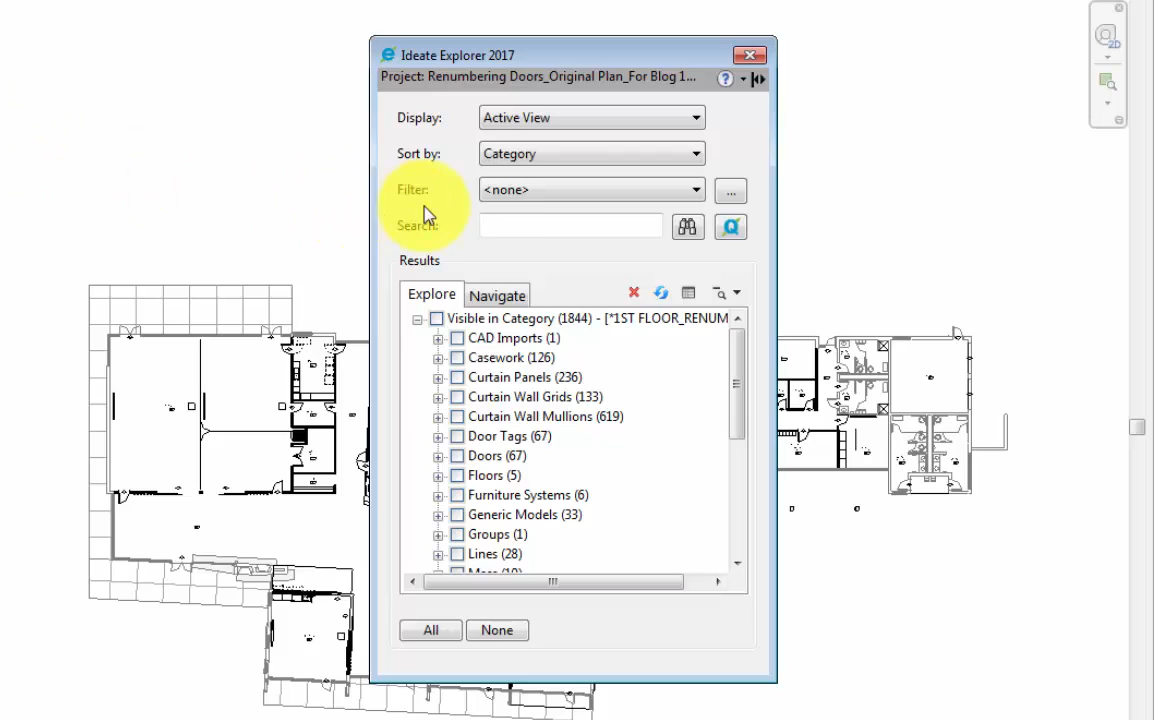 2D
Ideate Explorer 2017
Project: Renumbering Doors_Original Plan_For Blog 1...
Display: Active View
Sort by: Category
Filter: <none> ...
Search:
Results
Explore Navigate
Visible in Category (1844) - [*1ST FLOOR_RENUM
CAD Imports (1)
Casework (126)
Curtain Panels (236)
Curtain Wall Grids (133)
Curtain Wall Mullions (619)
Door Tags (67)
Doors (67)
Floors (5)
Furniture Systems (6)
Generic Models (33)
Groups (1)
Lines (28)
All None